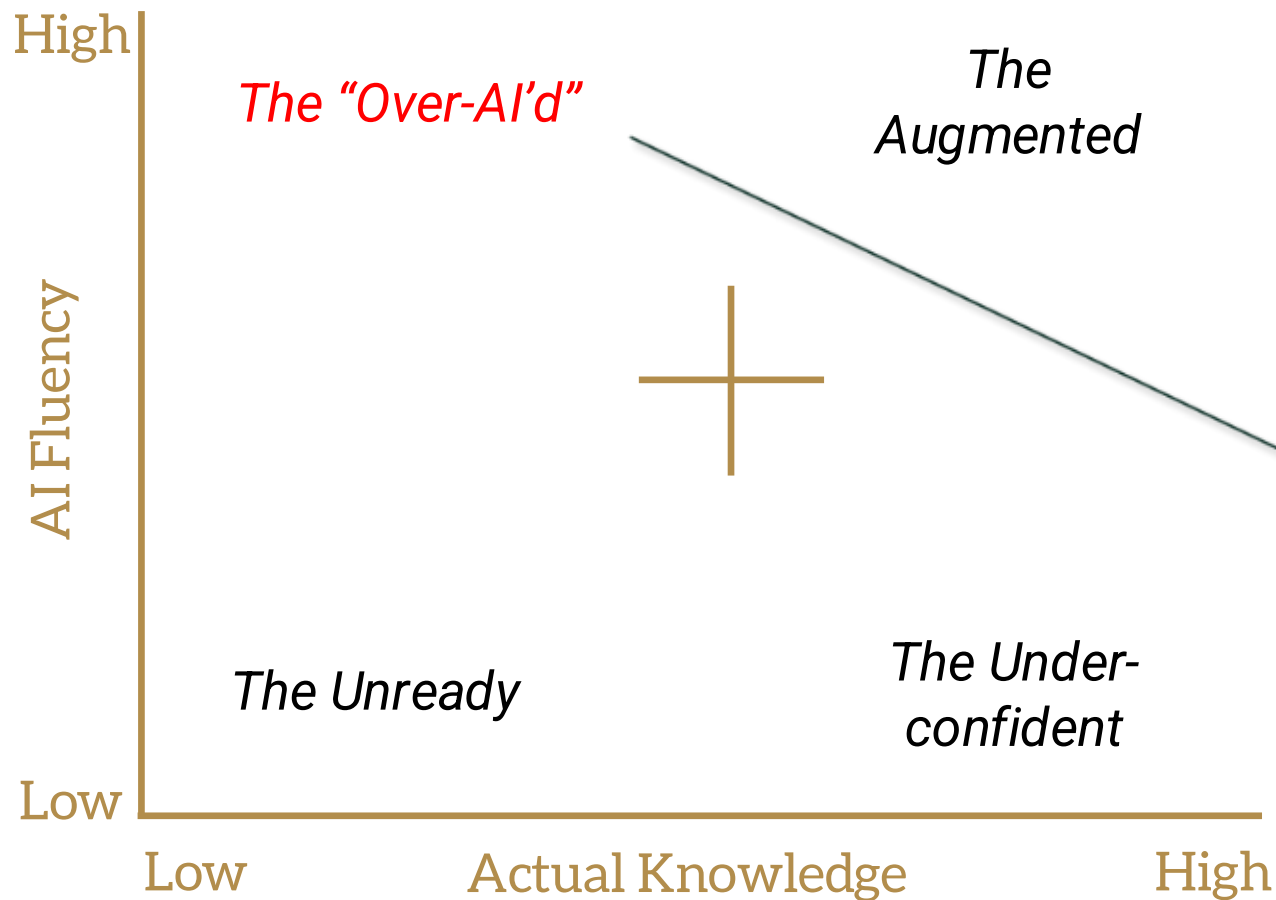 High
The “Over-AI’d”
The
Augmented
AI Fluency
The Unready
The Under-
confident
Low
Low
Actual Knowledge
High